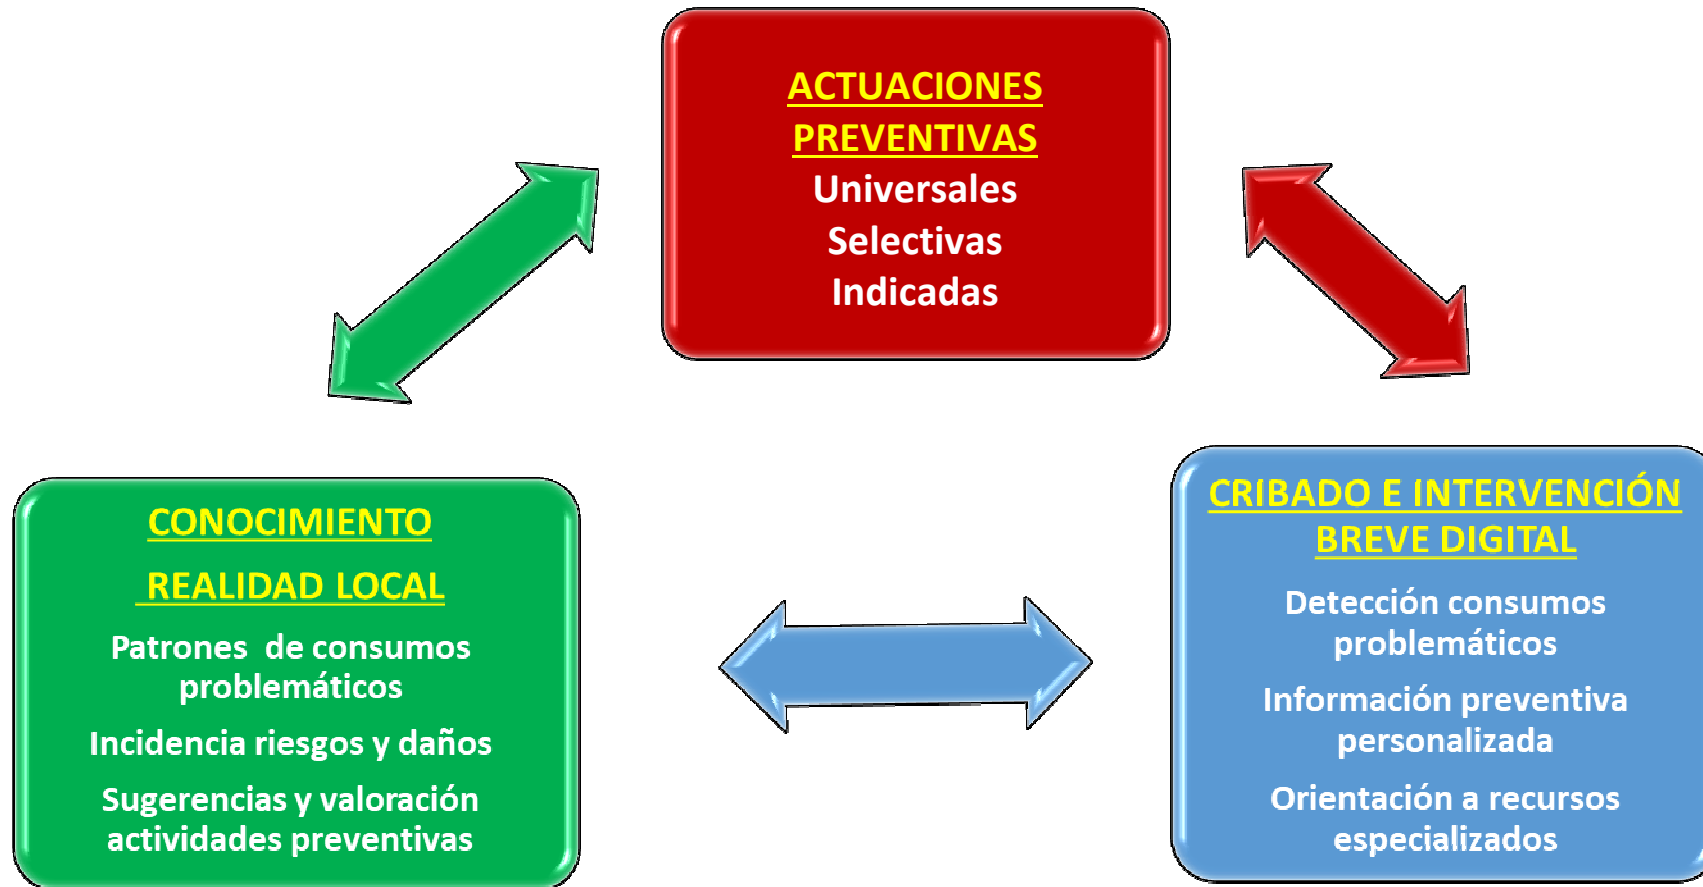 ACTUACIONES
PREVENTIVAS
Universales
Selectivas
Indicadas
CONOCIMIENTO
REALIDAD LOCAL
Patrones de consumos
problemáticos
Incidencia riesgos y daños
Sugerencias y valoración
actividades preventivas
CRIBADO E INTERVENCIÓN
BREVE DIGITAL
Detección consumos
problemáticos
Información preventiva
personalizada
Orientación a recursos
especializados